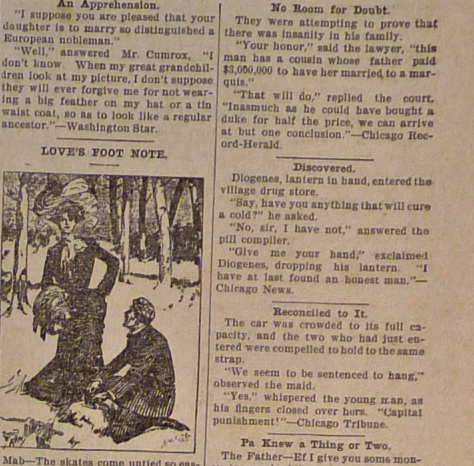 An Apprehension.
"I suppose you are pleased that your
daughter is to marry so distinguished a
European nobleman."
"Well," answered Mr. Cumrox, "I
don't know. When my great grandchil-
dren look at my picture, I don't suppose
they will ever forgive me for not wear-
ing a big feather on my hat or a tin
waist coat, so as to look like a regular
ancestor."—Washington Star.
LOVE'S FOOT NOTE.
Mab—The skates come untied so eas-
No Room for Doubt.
They were attempting to prove that
there was insanity in his family.
"Your honor," said the lawyer, "this
man has a cousin whose father paid
$3,000,000 to have her married to a mar-
quis."
"That will do," replied the court,
"Inasmuch as he could have bought a
duke for half the price, we can arrive
at but one conclusion."—Chicago Rec-
ord-Herald.
Discovered.
Diogenes, lantern in hand, entered the
village drug store.
"Say, have you anything that will cure
a cold?" he asked.
"No, sir, I have not," answered the
pill compiler.
"Give me your hand," exclaimed
Diogenes, dropping his lantern. "I
have at last found an honest man."—
Chicago News.
Reconciled to It.
The car was crowded to its full ca-
pacity, and the two who had just en-
tered were compelled to hold to the same
strap.
"We seem to be sentenced to hang,"
observed the maid.
"Yes," whispered the young man, as
his fingers closed over hers. "Capital
punishment!"—Chicago Tribune.
Pa Knew a Thing or Two.
The Father—Ef I give you some mon-